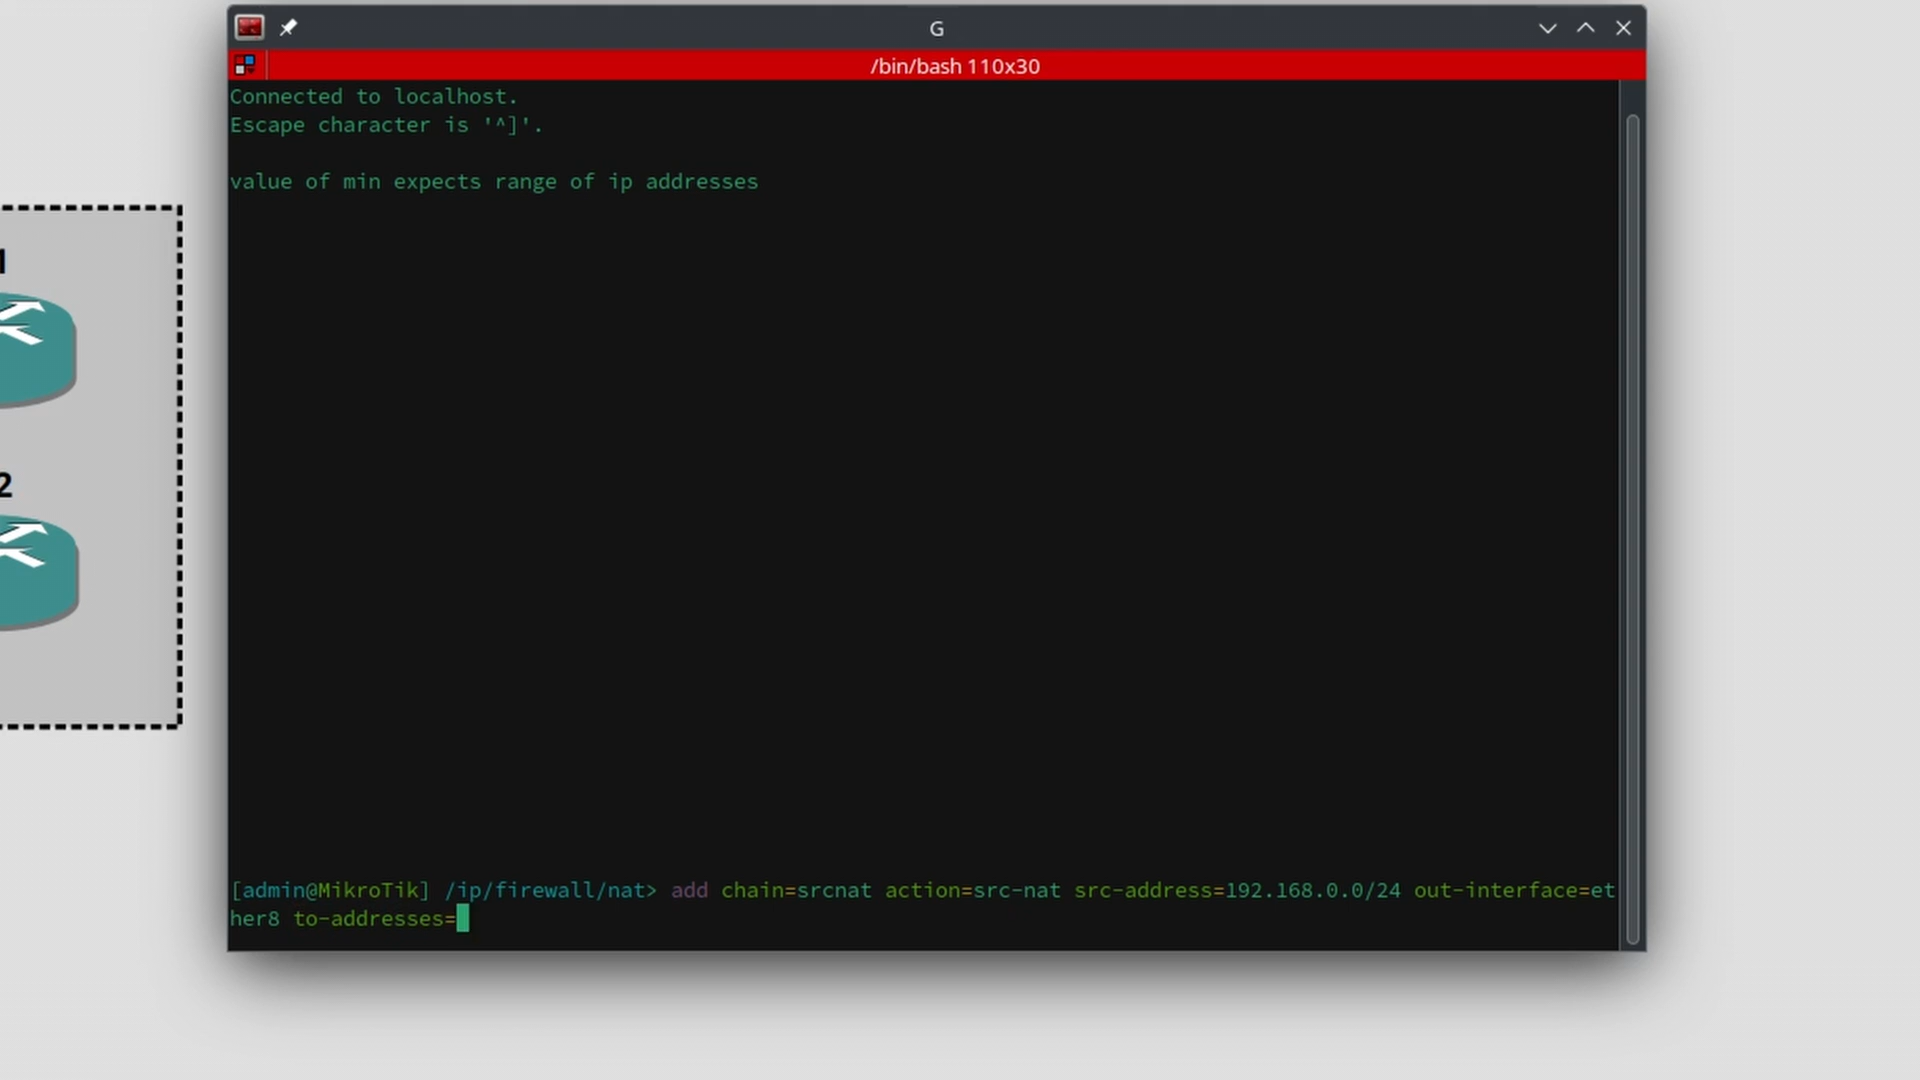 G
/bin/bash 110x30
Connected to localhost.
Escape character is '^]'.
value of min expects range of ip addresses
1
2
[admin@MikroTik] /ip/firewall/nat> add chain=srcnat action=src-nat src-address=192.168.0.0/24 out-interface=et
her8 to-addresses=